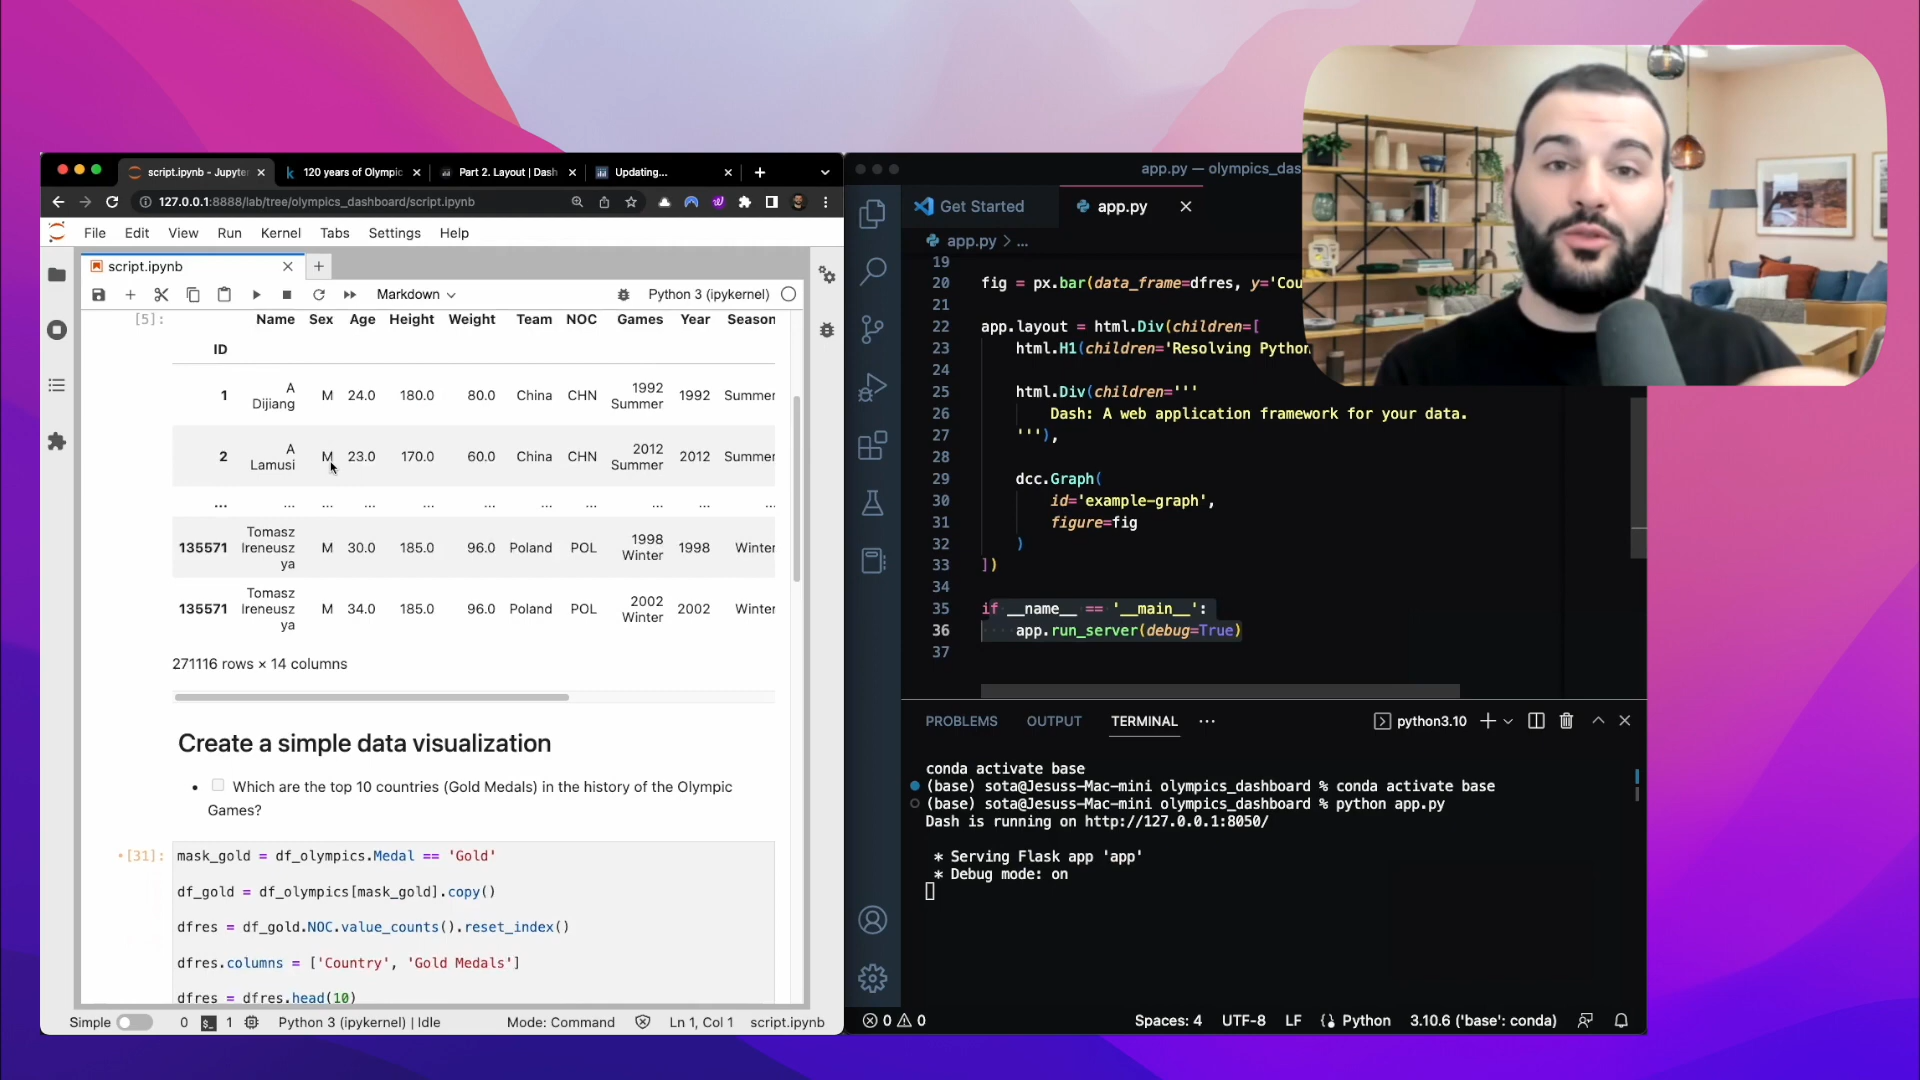 script.ipynb - Jupyte
120 years of Olympic
Part 2. Layout | Dash
Updating...
127.0.0.1:8888/lab/tree/olympics_dashboard/script.ipynb
File Edit View Run Kernel Tabs Settings Help
script.ipynb
Markdown
Python 3 (ipykernel)
[5]:
Name Sex Age Height Weight Team NOC Games Year Season
ID
1 A Dijiang M 24.0 180.0 80.0 China CHN 1992 Summer 1992 Summer
2 A Lamusi M 23.0 170.0 60.0 China CHN 2012 Summer 2012 Summer
... ... ... ... ... ... ... ... ... ... ...
135571 Tomasz Ireneusz ya M 30.0 185.0 96.0 Poland POL 1998 Winter 1998 Winter
135571 Tomasz Ireneusz ya M 34.0 185.0 96.0 Poland POL 2002 Winter 2002 Winter
271116 rows × 14 columns
Create a simple data visualization
• Which are the top 10 countries (Gold Medals) in the history of the Olympic
Games?
[31]: mask_gold = df_olympics.Medal == 'Gold'
df_gold = df_olympics[mask_gold].copy()
dfres = df_gold.NOC.value_counts().reset_index()
dfres.columns = ['Country', 'Gold Medals']
dfres = dfres.head(10)
Simple 0 1 Python 3 (ipykernel) | Idle Mode: Command Ln 1, Col 1 script.ipynb
app.py — olympics_das
Get Started
app.py
app.py > ...
19
20 fig = px.bar(data_frame=dfres, y='Cou
21
22 app.layout = html.Div(children=[
23 html.H1(children='Resolving Python
24
25 html.Div(children='''
26 Dash: A web application framework for your data.
27 '''),
28
29 dcc.Graph(
30 id='example-graph',
31 figure=fig
32 )
33 ])
34
35 if __name__ == '__main__':
36 app.run_server(debug=True)
37
PROBLEMS OUTPUT TERMINAL ... python3.10
conda activate base
(base) sota@Jesuss-Mac-mini olympics_dashboard % conda activate base
(base) sota@Jesuss-Mac-mini olympics_dashboard % python app.py
Dash is running on http://127.0.0.1:8050/
* Serving Flask app 'app'
* Debug mode: on
0 0 Spaces: 4 UTF-8 LF Python 3.10.6 ('base': conda)